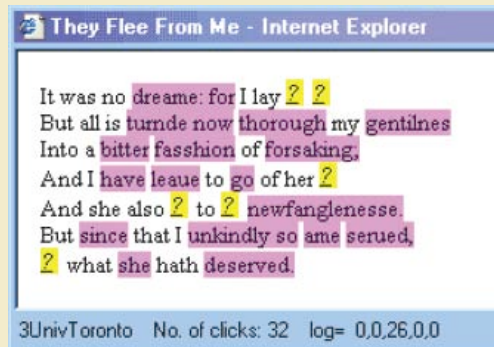 They Flee From Me - Internet Explorer
It was no dreame: for I lay ? ?
But all is turnde now thorough my gentilnes
Into a bitter fasshion of forsaking;
And I have leaue to go of her ?
And she also ? to ? newfanglenesse.
But since that I unkindly so ame serued,
? what she hath deserved.
3UnivToronto No. of clicks: 32 log= 0,0,26,0,0